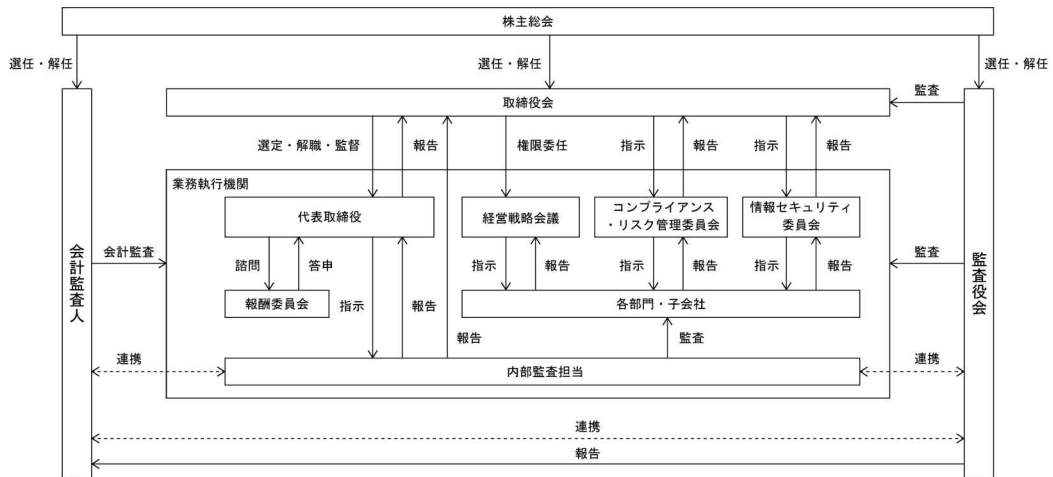 株主総会
選任・解任
選任・解任
選任・解任
取締役会
監査
選定・解職・監督
報告
権限委任
指示
報告
指示
報告
業務執行機関
代表取締役
経営戦略会議
コンプライアンス
・リスク管理委員会
情報セキュリティ
委員会
会計監査人
会計監査
監査
監査役会
諮問
答申
指示
報告
指示
報告
指示
報告
報酬委員会
指示
報告
各部門・子会社
報告
監査
連携
内部監査担当
連携
連携
報告